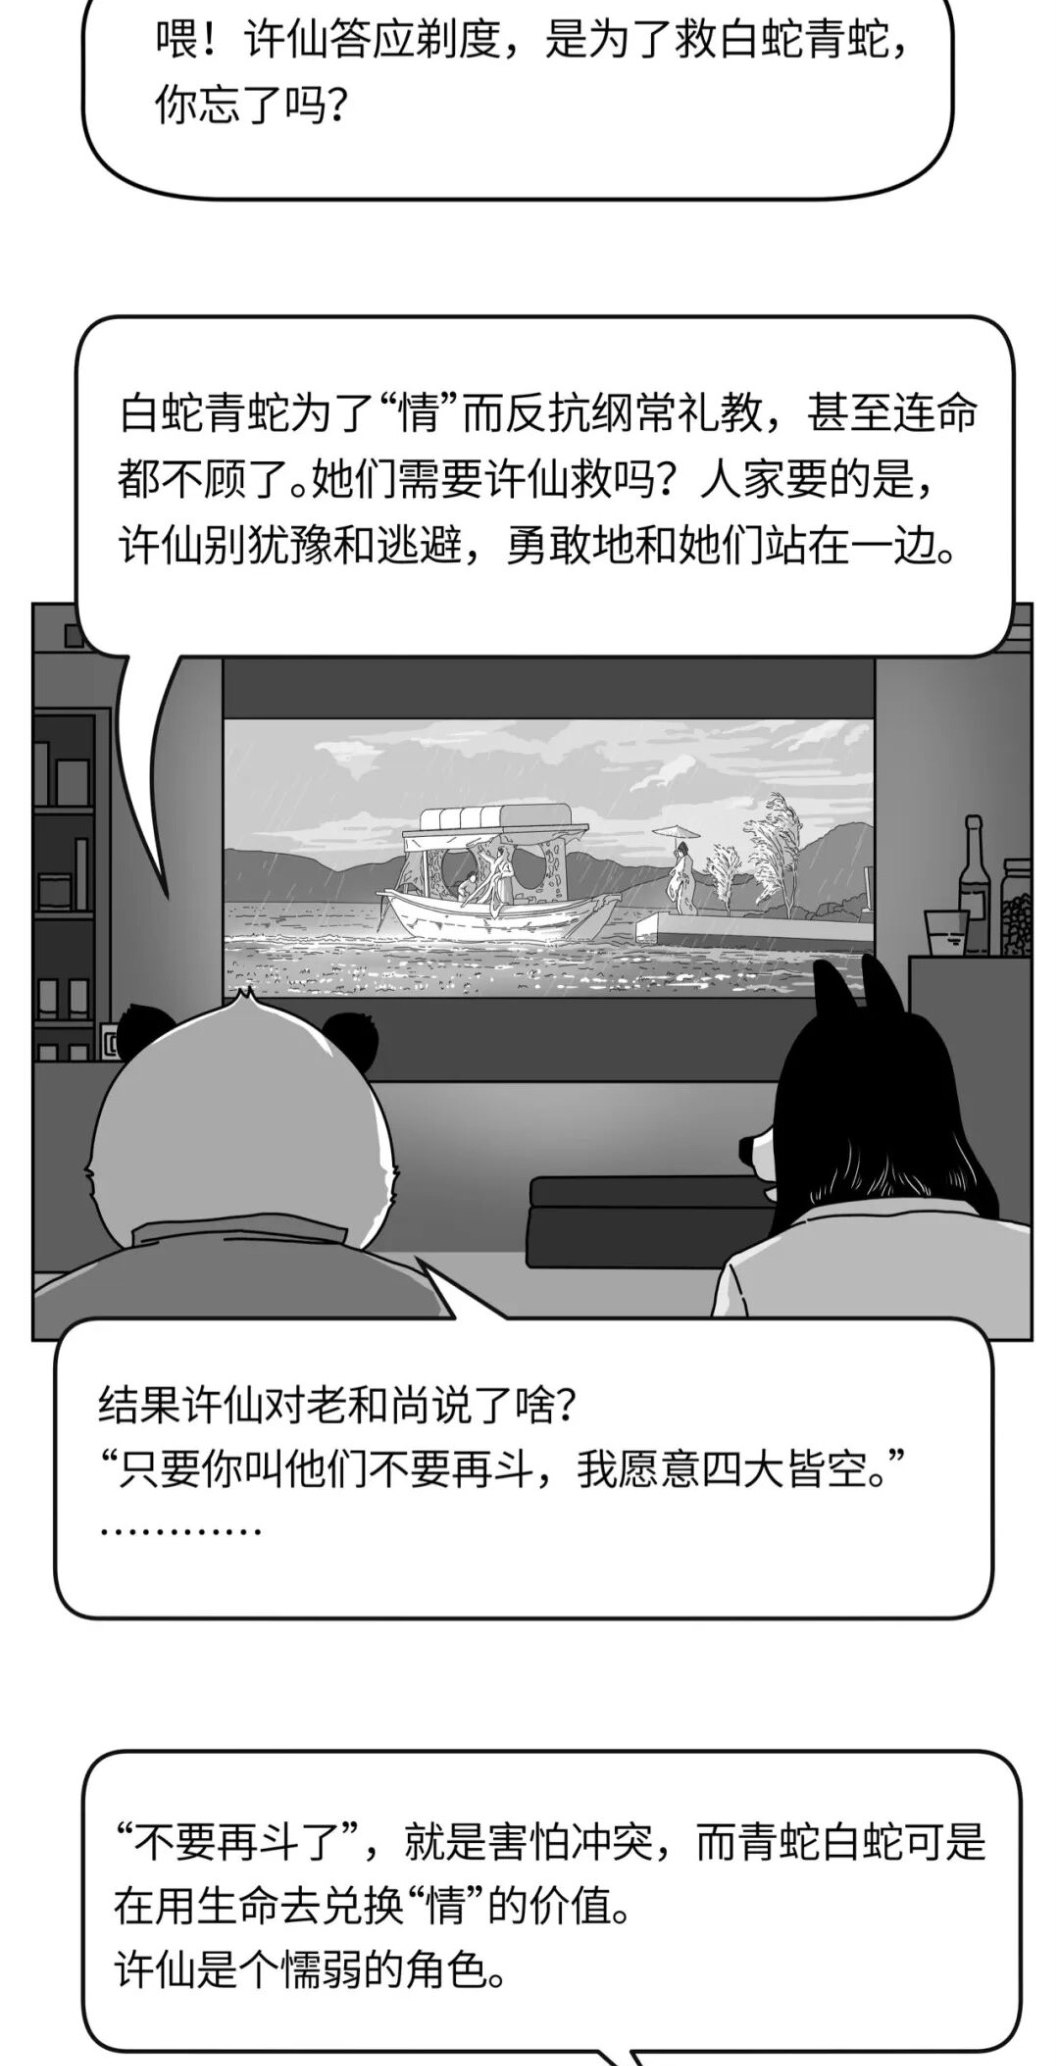 喂！许仙答应剃度，是为了救白蛇青蛇，
你忘了吗？
白蛇青蛇为了“情”而反抗纲常礼教，甚至连命
都不顾了。她们需要许仙救吗？人家要的是，
许仙别犹豫和逃避，勇敢地和她们站在一边。
结果许仙对老和尚说了啥？
“只要你叫他们不要再斗，我愿意四大皆空。”
…………
“不要再斗了”，就是害怕冲突，而青蛇白蛇可是
在用生命去兑换“情”的价值。
许仙是个懦弱的角色。